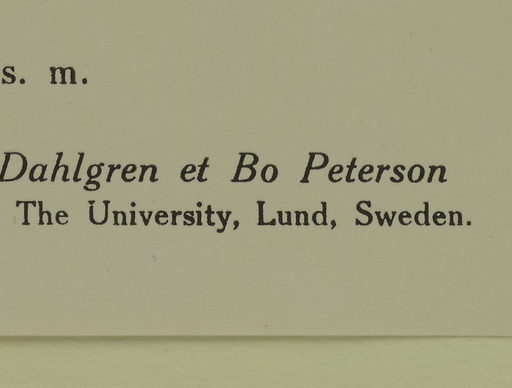 s. m.
Dahlgren et Bo Peterson
The University, Lund, Sweden.